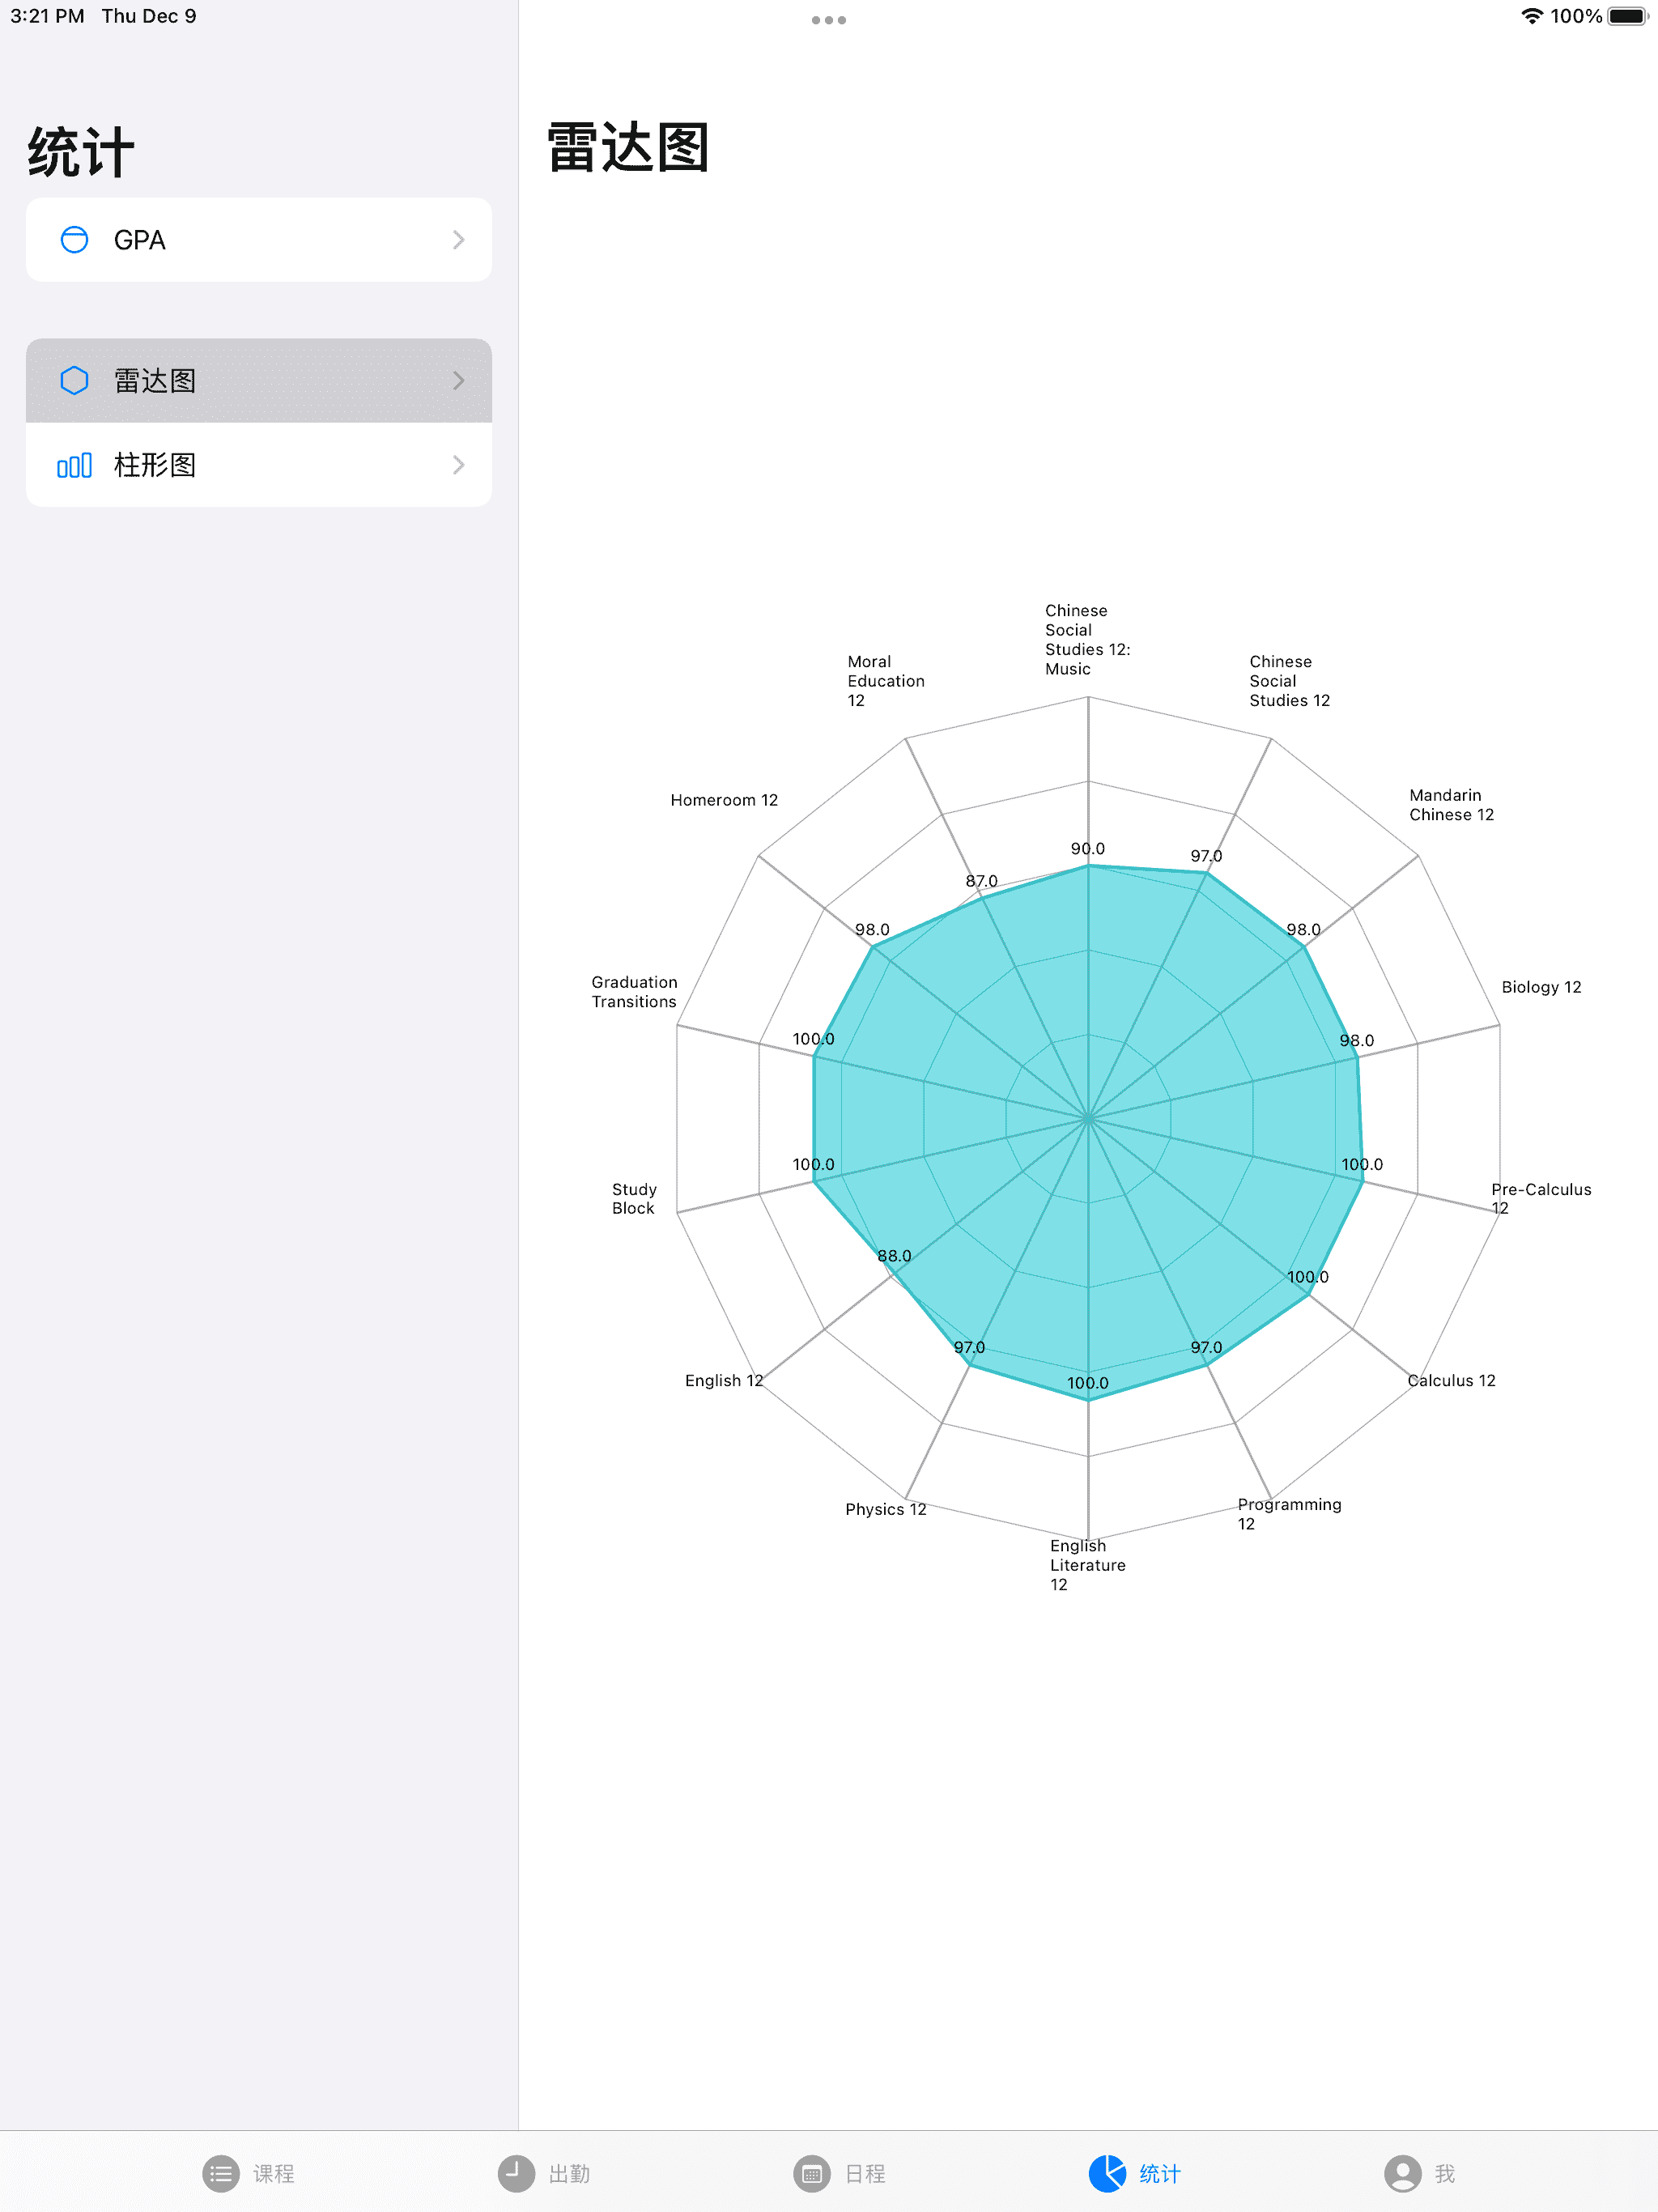 3:21 PM Thu Dec 9
100%
统计
GPA
雷达图
柱形图
雷达图
Chinese
Social
Studies 12:
Music
Chinese
Social
Studies 12
Moral
Education
12
Mandarin
Chinese 12
Homeroom 12
90.0
97.0
87.0
98.0
98.0
Graduation
Transitions
Biology 12
100.0
98.0
100.0
100.0
Study
Block
Pre-Calculus
12
88.0
100.0
97.0
97.0
100.0
English 12
Calculus 12
Physics 12
Programming
12
English
Literature
12
课程
出勤
日程
统计
我